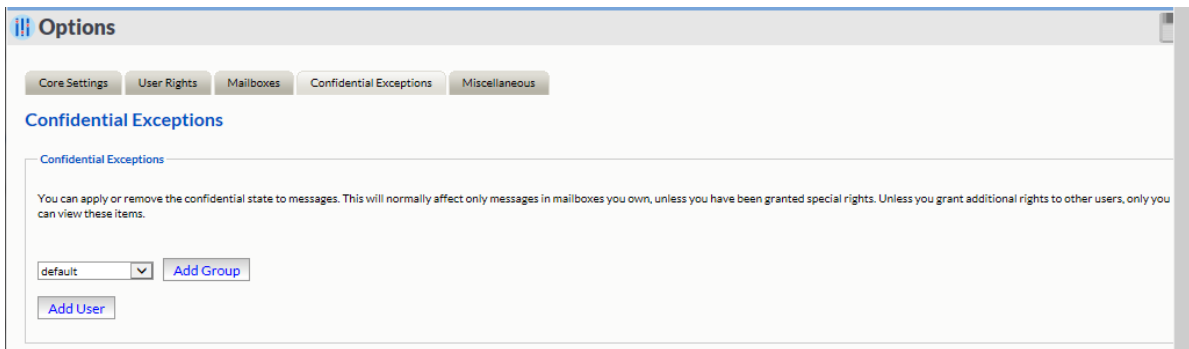 Options
Core Settings User Rights Mailboxes Confidential Exceptions Miscellaneous
Confidential Exceptions
Confidential Exceptions
You can apply or remove the confidential state to messages. This will normally affect only messages in mailboxes you own, unless you have been granted special rights. Unless you grant additional rights to other users, only you
can view these items.
default Add Group
Add User